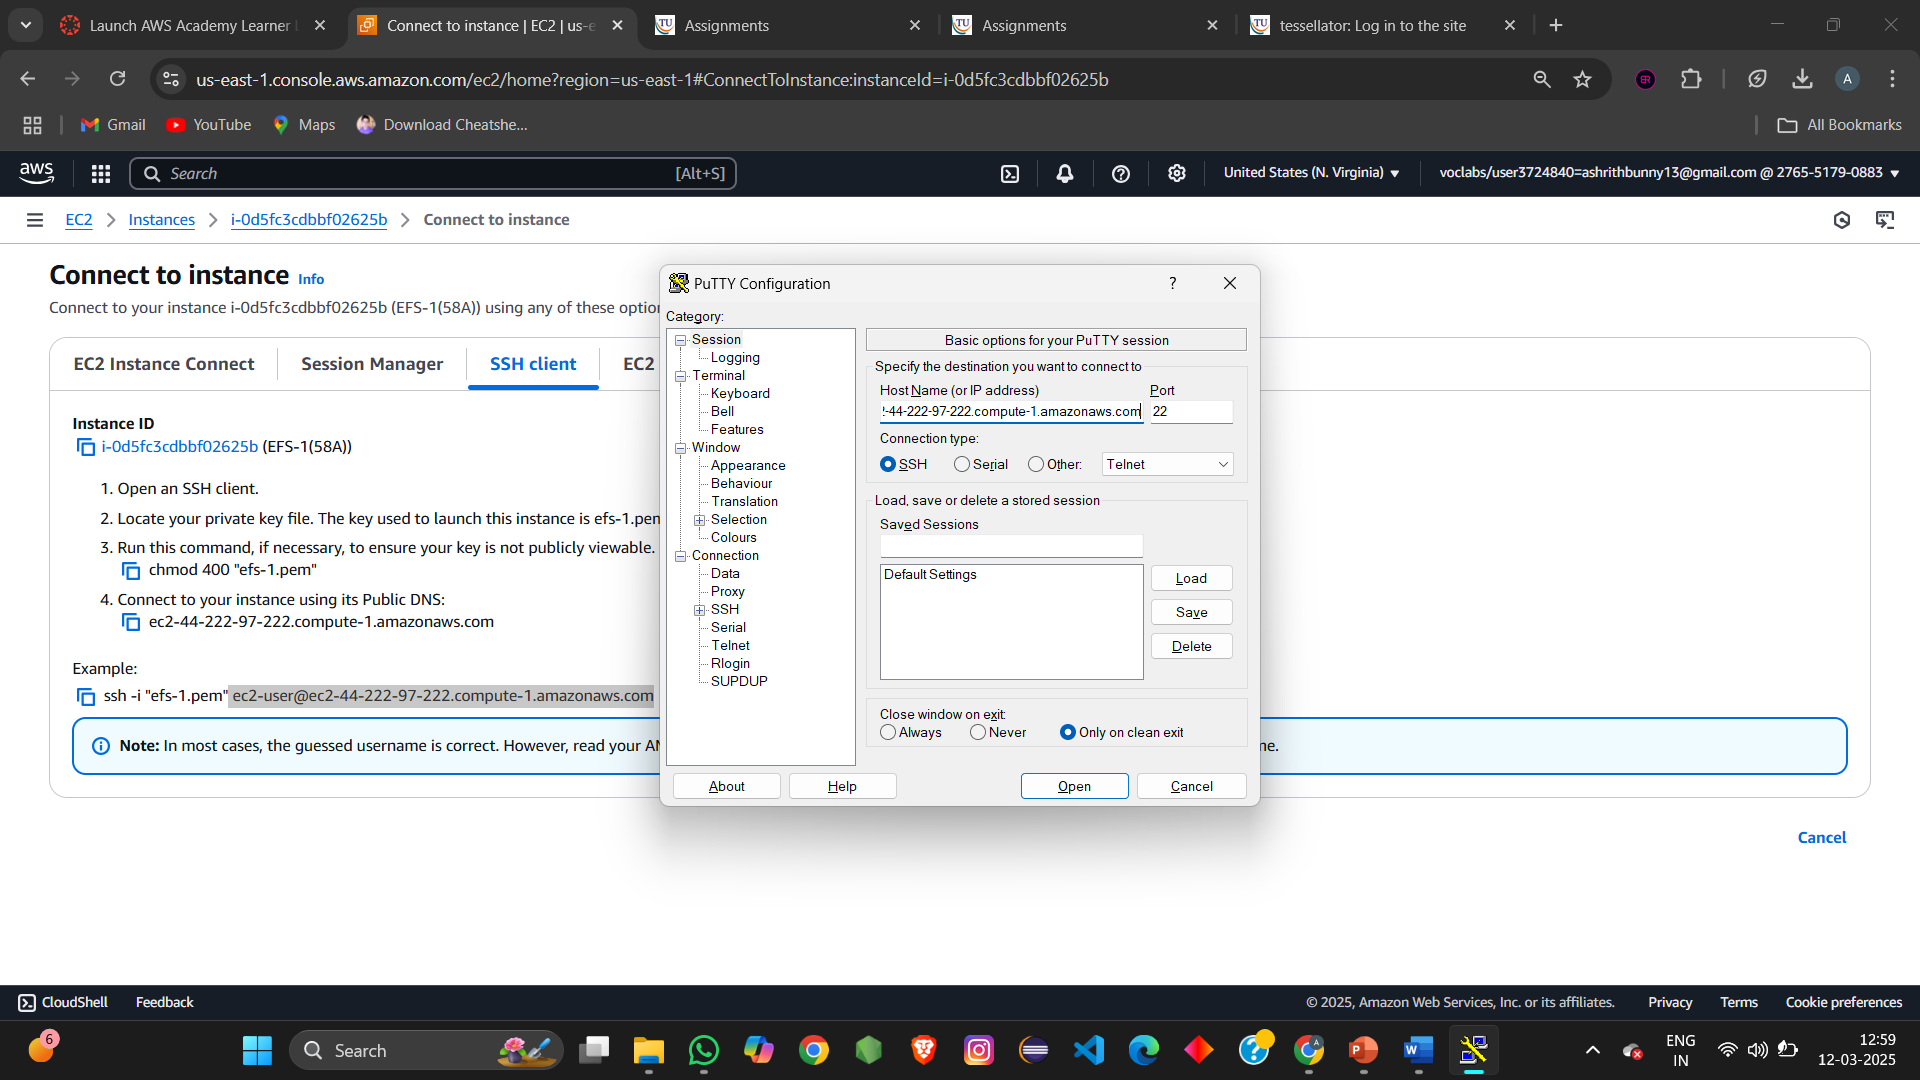 Launch AWS Academy Learner L
Connect to instance | EC2 | us-e
Assignments
Assignments
tessellator: Log in to the site
us-east-1.console.aws.amazon.com/ec2/home?region=us-east-1#ConnectToInstance:instanceId=i-0d5fc3cdbbf02625b
A
Gmail
YouTube
Maps
Download Cheatshe...
All Bookmarks
aws
Search
[Alt+S]
United States (N. Virginia)
voclabs/user3724840=ashrithbunny13@gmail.com @ 2765-5179-0883
EC2
Instances
i-0d5fc3cdbbf02625b
Connect to instance
Connect to instance Info
Connect to your instance i-0d5fc3cdbbf02625b (EFS-1(58A)) using any of these optio
EC2 Instance Connect
Session Manager
SSH client
EC2
Instance ID
i-0d5fc3cdbbf02625b (EFS-1(58A))
1. Open an SSH client.
2. Locate your private key file. The key used to launch this instance is efs-1.pem
3. Run this command, if necessary, to ensure your key is not publicly viewable.
chmod 400 "efs-1.pem"
4. Connect to your instance using its Public DNS:
ec2-44-222-97-222.compute-1.amazonaws.com
Example:
ssh -i "efs-1.pem" ec2-user@ec2-44-222-97-222.compute-1.amazonaws.com
Note: In most cases, the guessed username is correct. However, read your AM
ne.
Cancel
PuTTY Configuration
?
Category:
Session
Logging
Terminal
Keyboard
Bell
Features
Window
Appearance
Behaviour
Translation
Selection
Colours
Connection
Data
Proxy
SSH
Serial
Telnet
Rlogin
SUPDUP
Basic options for your PuTTY session
Specify the destination you want to connect to
Host Name (or IP address)
Port
-44-222-97-222.compute-1.amazonaws.com
22
Connection type:
SSH
Serial
Other:
Telnet
Load, save or delete a stored session
Saved Sessions
Default Settings
Load
Save
Delete
Close window on exit:
Always
Never
Only on clean exit
About
Help
Open
Cancel
CloudShell
Feedback
© 2025, Amazon Web Services, Inc. or its affiliates.
Privacy
Terms
Cookie preferences
6
Search
ENG
IN
12:59
12-03-2025